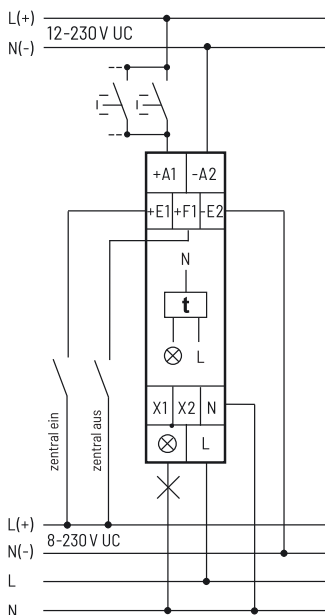 L(+)
12-230 V UC
N(-)
+A1 -A2
+E1 +F1 -E2
N
t
L
X1 X2 N
L
zentral ein
zentral aus
L(+)
8-230 V UC
N(-)
L
N